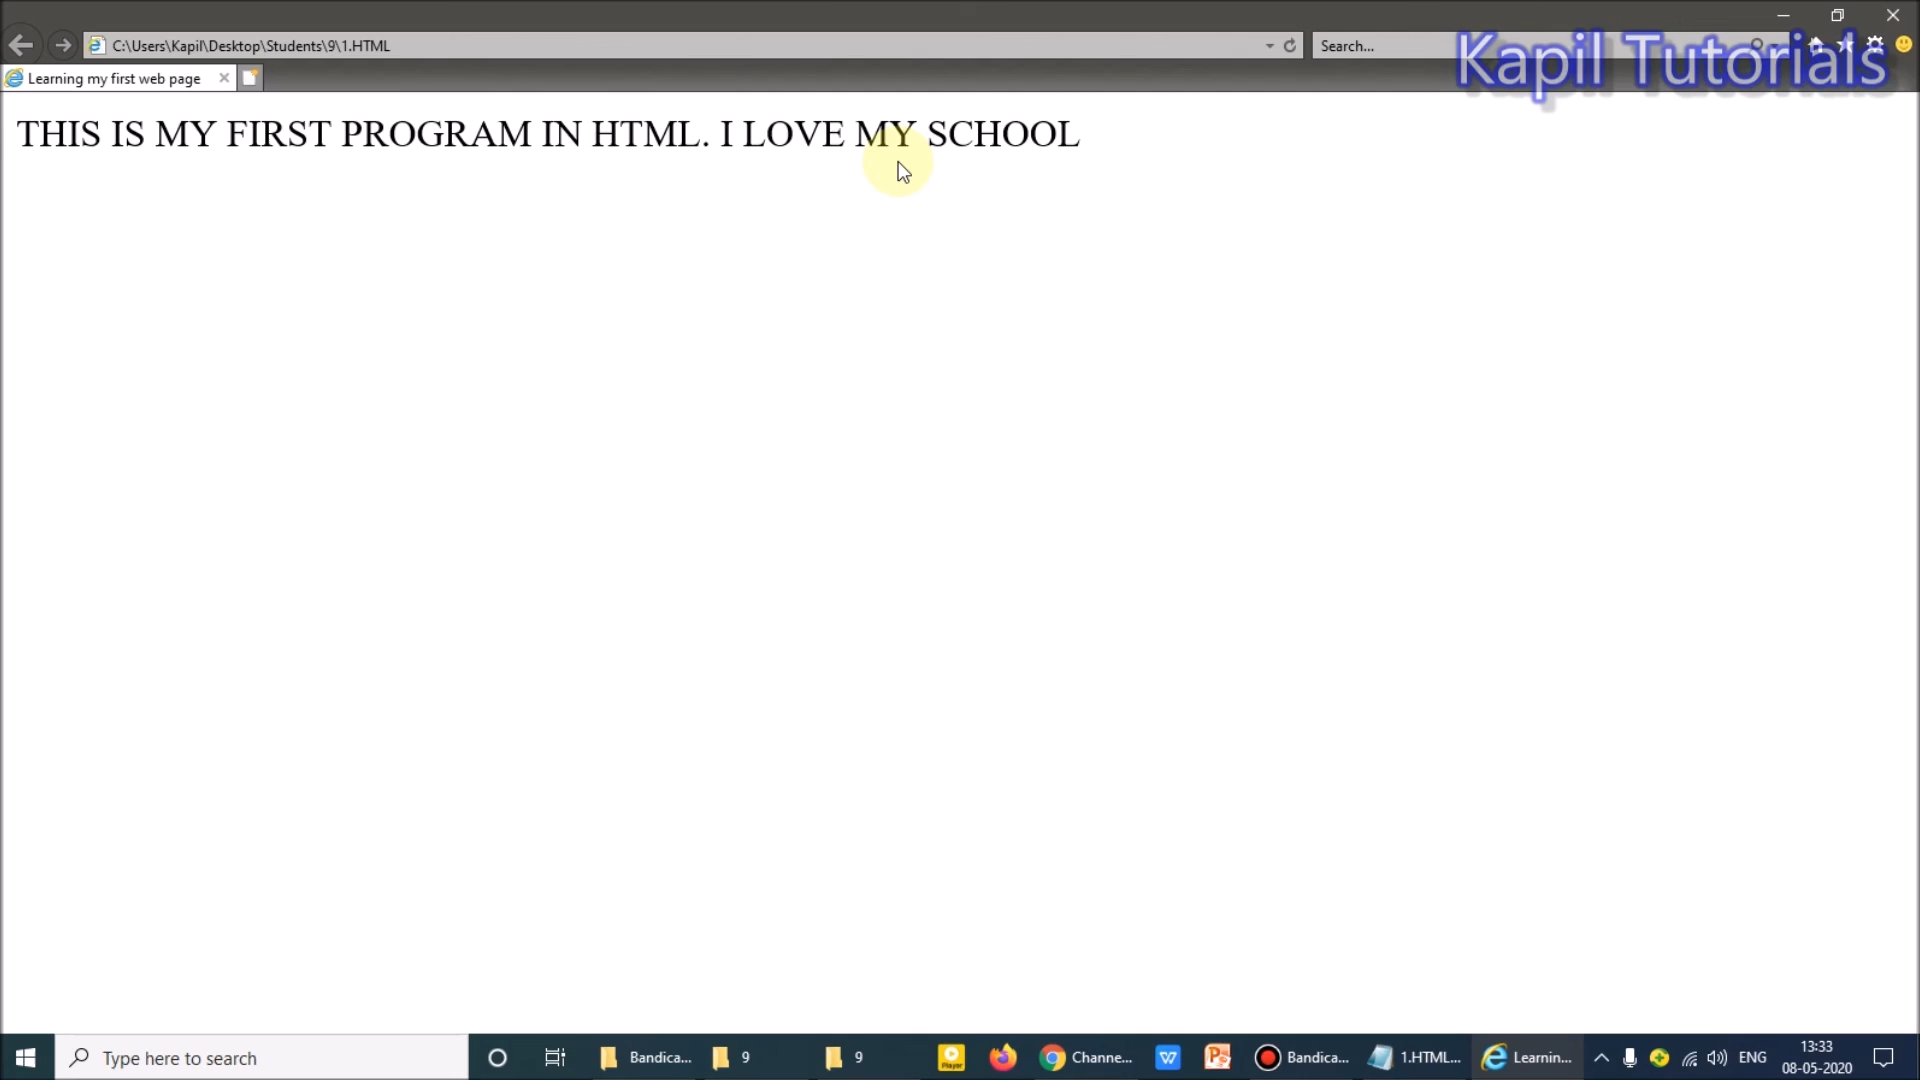 C:\Users\Kapil\Desktop\Students\9\1.HTML
Search...
Kapil Tutorials
Learning my first web page
THIS IS MY FIRST PROGRAM IN HTML. I LOVE MY SCHOOL
Type here to search
Bandica...
9
9
Player
Channe...
Bandica...
1.HTML...
Learnin...
ENG
13:33
08-05-2020